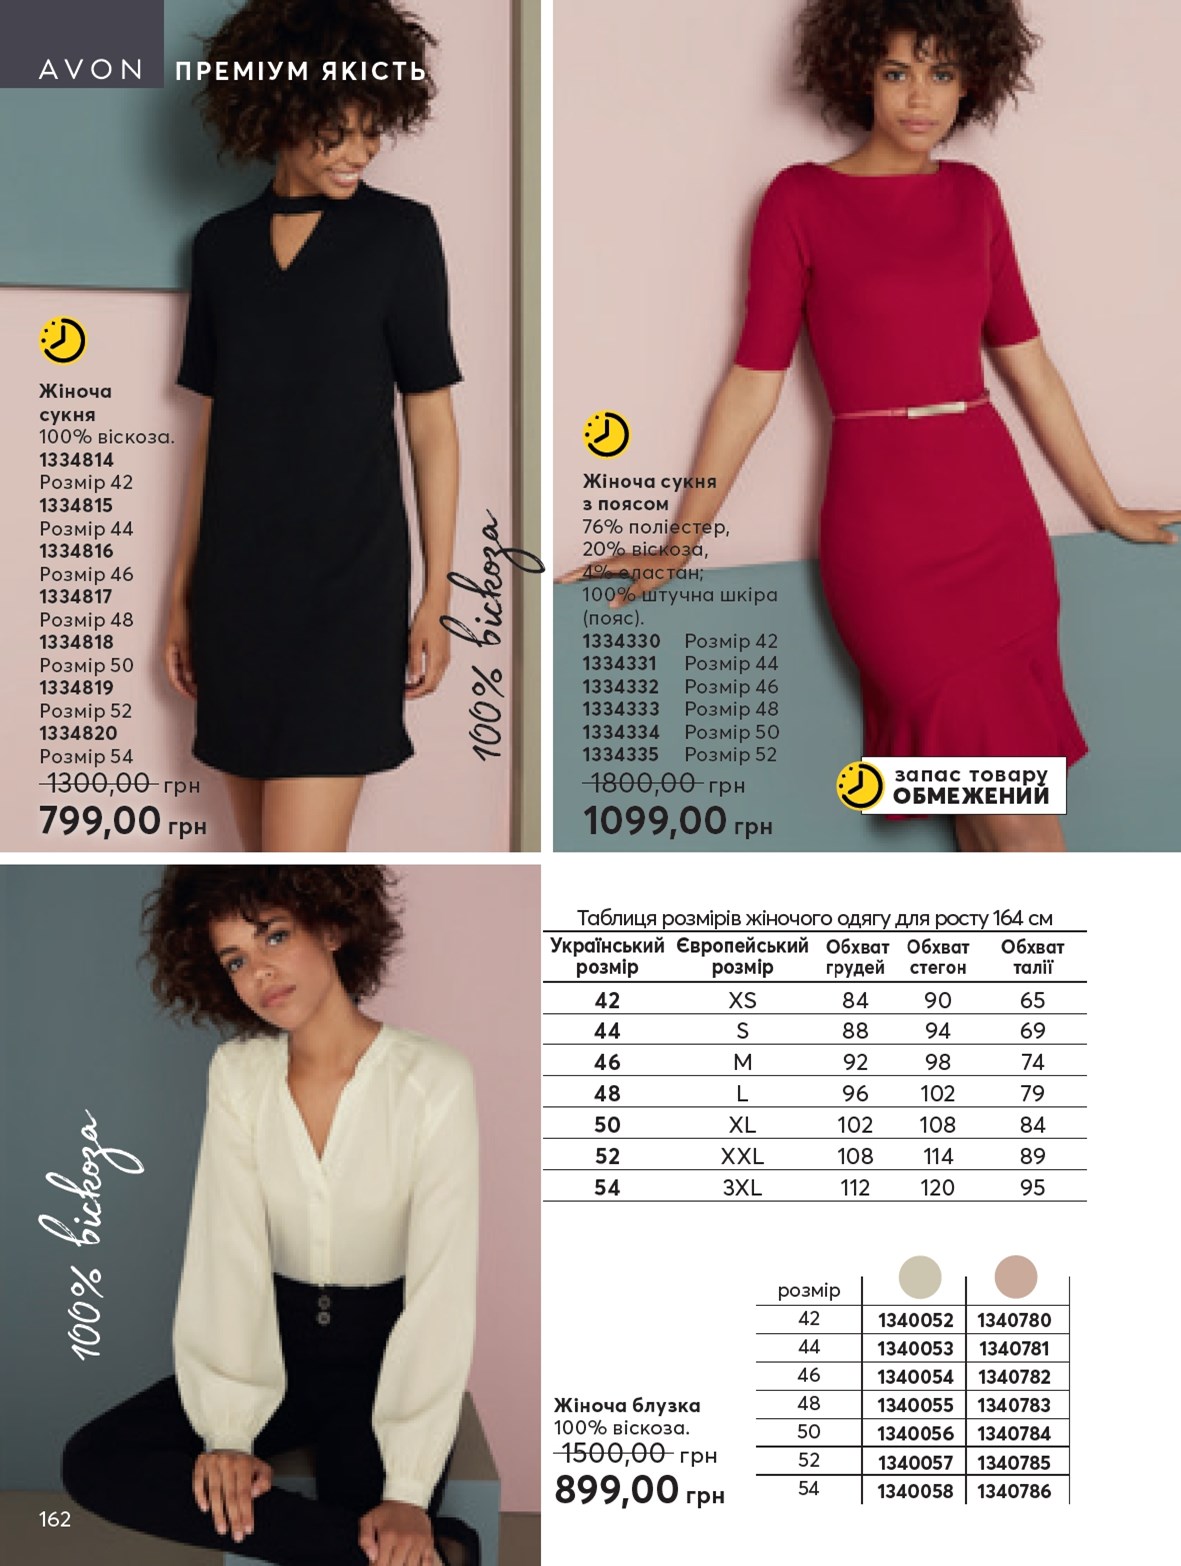 AVON ПРЕМІУМ ЯКІСТЬ
Жіноча
сукня
100% віскоза.
1334814
Розмір 42
1334815
Розмір 44
1334816
Розмір 46
1334817
Розмір 48
1334818
Розмір 50
1334819
Розмір 52
1334820
Розмір 54
1300,00 грн
799,00 грн
100% віскоза
Жіноча сукня
з поясом
76% поліестер,
20% віскоза,
4% еластан;
100% штучна шкіра
(пояс).
1334330 Розмір 42
1334331 Розмір 44
1334332 Розмір 46
1334333 Розмір 48
1334334 Розмір 50
1334335 Розмір 52
1800,00 грн
1099,00 грн
запас товару
ОБМЕЖЕНИЙ
100% віскоза
162
Таблиця розмірів жіночого одягу для росту 164 см
Український Європейський Обхват Обхват Обхват
розмір розмір грудей стегон талії
42 XS 84 90 65
44 S 88 94 69
46 M 92 98 74
48 L 96 102 79
50 XL 102 108 84
52 XXL 108 114 89
54 3XL 112 120 95
Жіноча блузка
100% віскоза.
1500,00 грн
899,00 грн
розмір
42 1340052 1340780
44 1340053 1340781
46 1340054 1340782
48 1340055 1340783
50 1340056 1340784
52 1340057 1340785
54 1340058 1340786